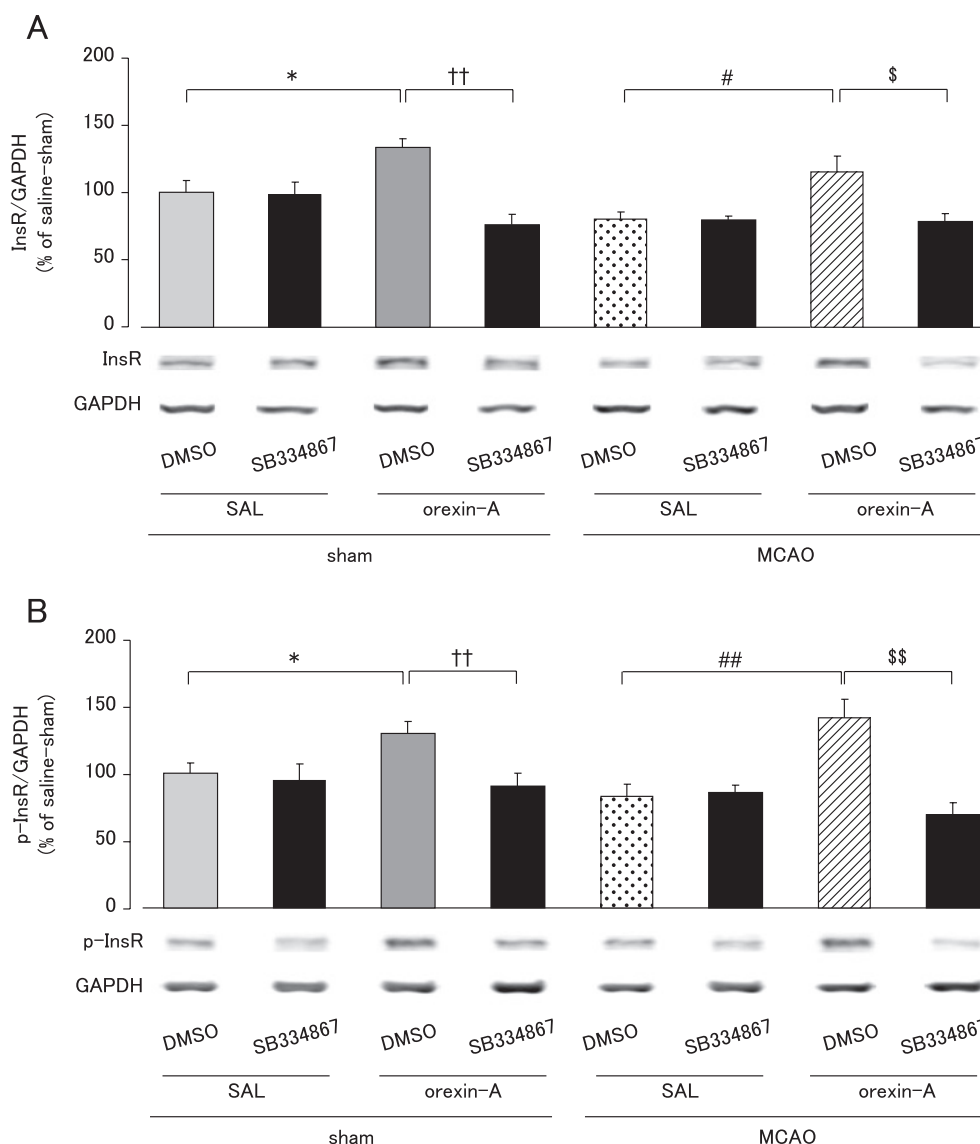 A
200
150
100
50
0
InsR/GAPDH
(% of saline-sham)
* †† # $
InsR
GAPDH
DMSO SB334867 DMSO SB334867 DMSO SB334867 DMSO SB334867
SAL orexin-A SAL orexin-A
sham MCAO
B
200
150
100
50
0
p-InsR/GAPDH
(% of saline-sham)
* †† ## $$
p-InsR
GAPDH
DMSO SB334867 DMSO SB334867 DMSO SB334867 DMSO SB334867
SAL orexin-A SAL orexin-A
sham MCAO